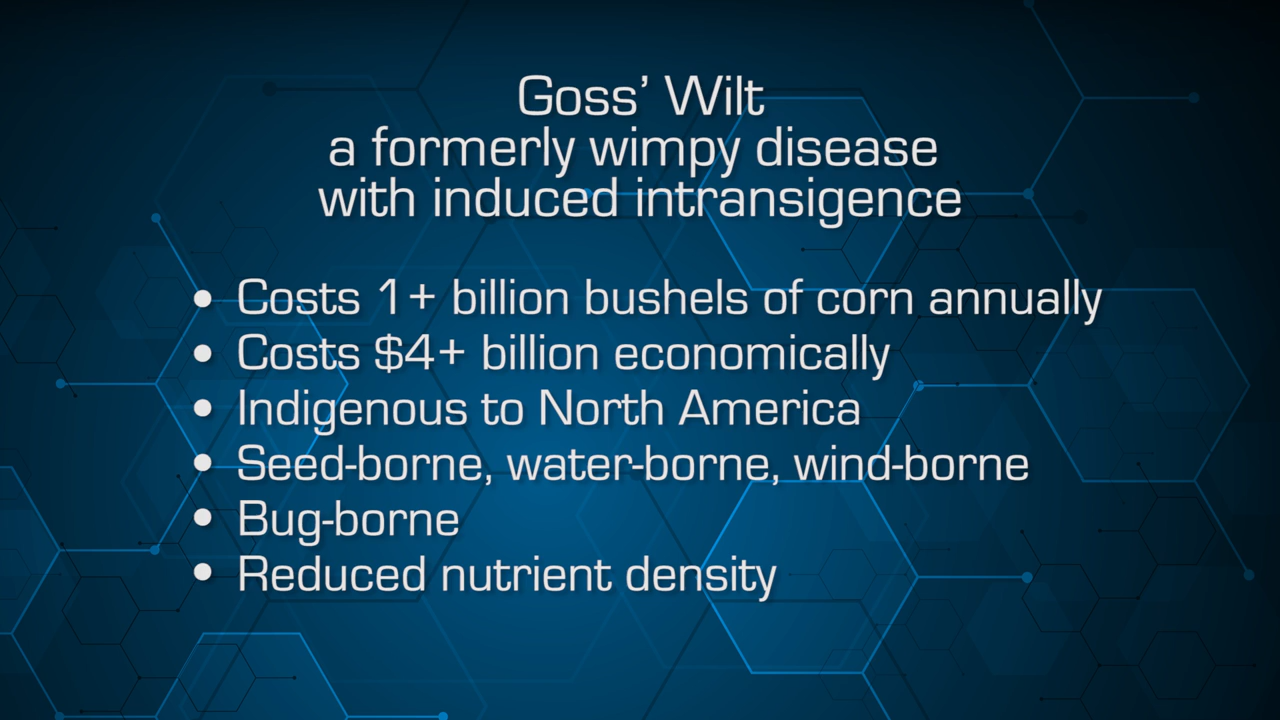 Goss’ Wilt
a formerly wimpy disease
with induced intransigence
• Costs 1+ billion bushels of corn annually
• Costs $4+ billion economically
• Indigenous to North America
• Seed-borne, water-borne, wind-borne
• Bug-borne
• Reduced nutrient density